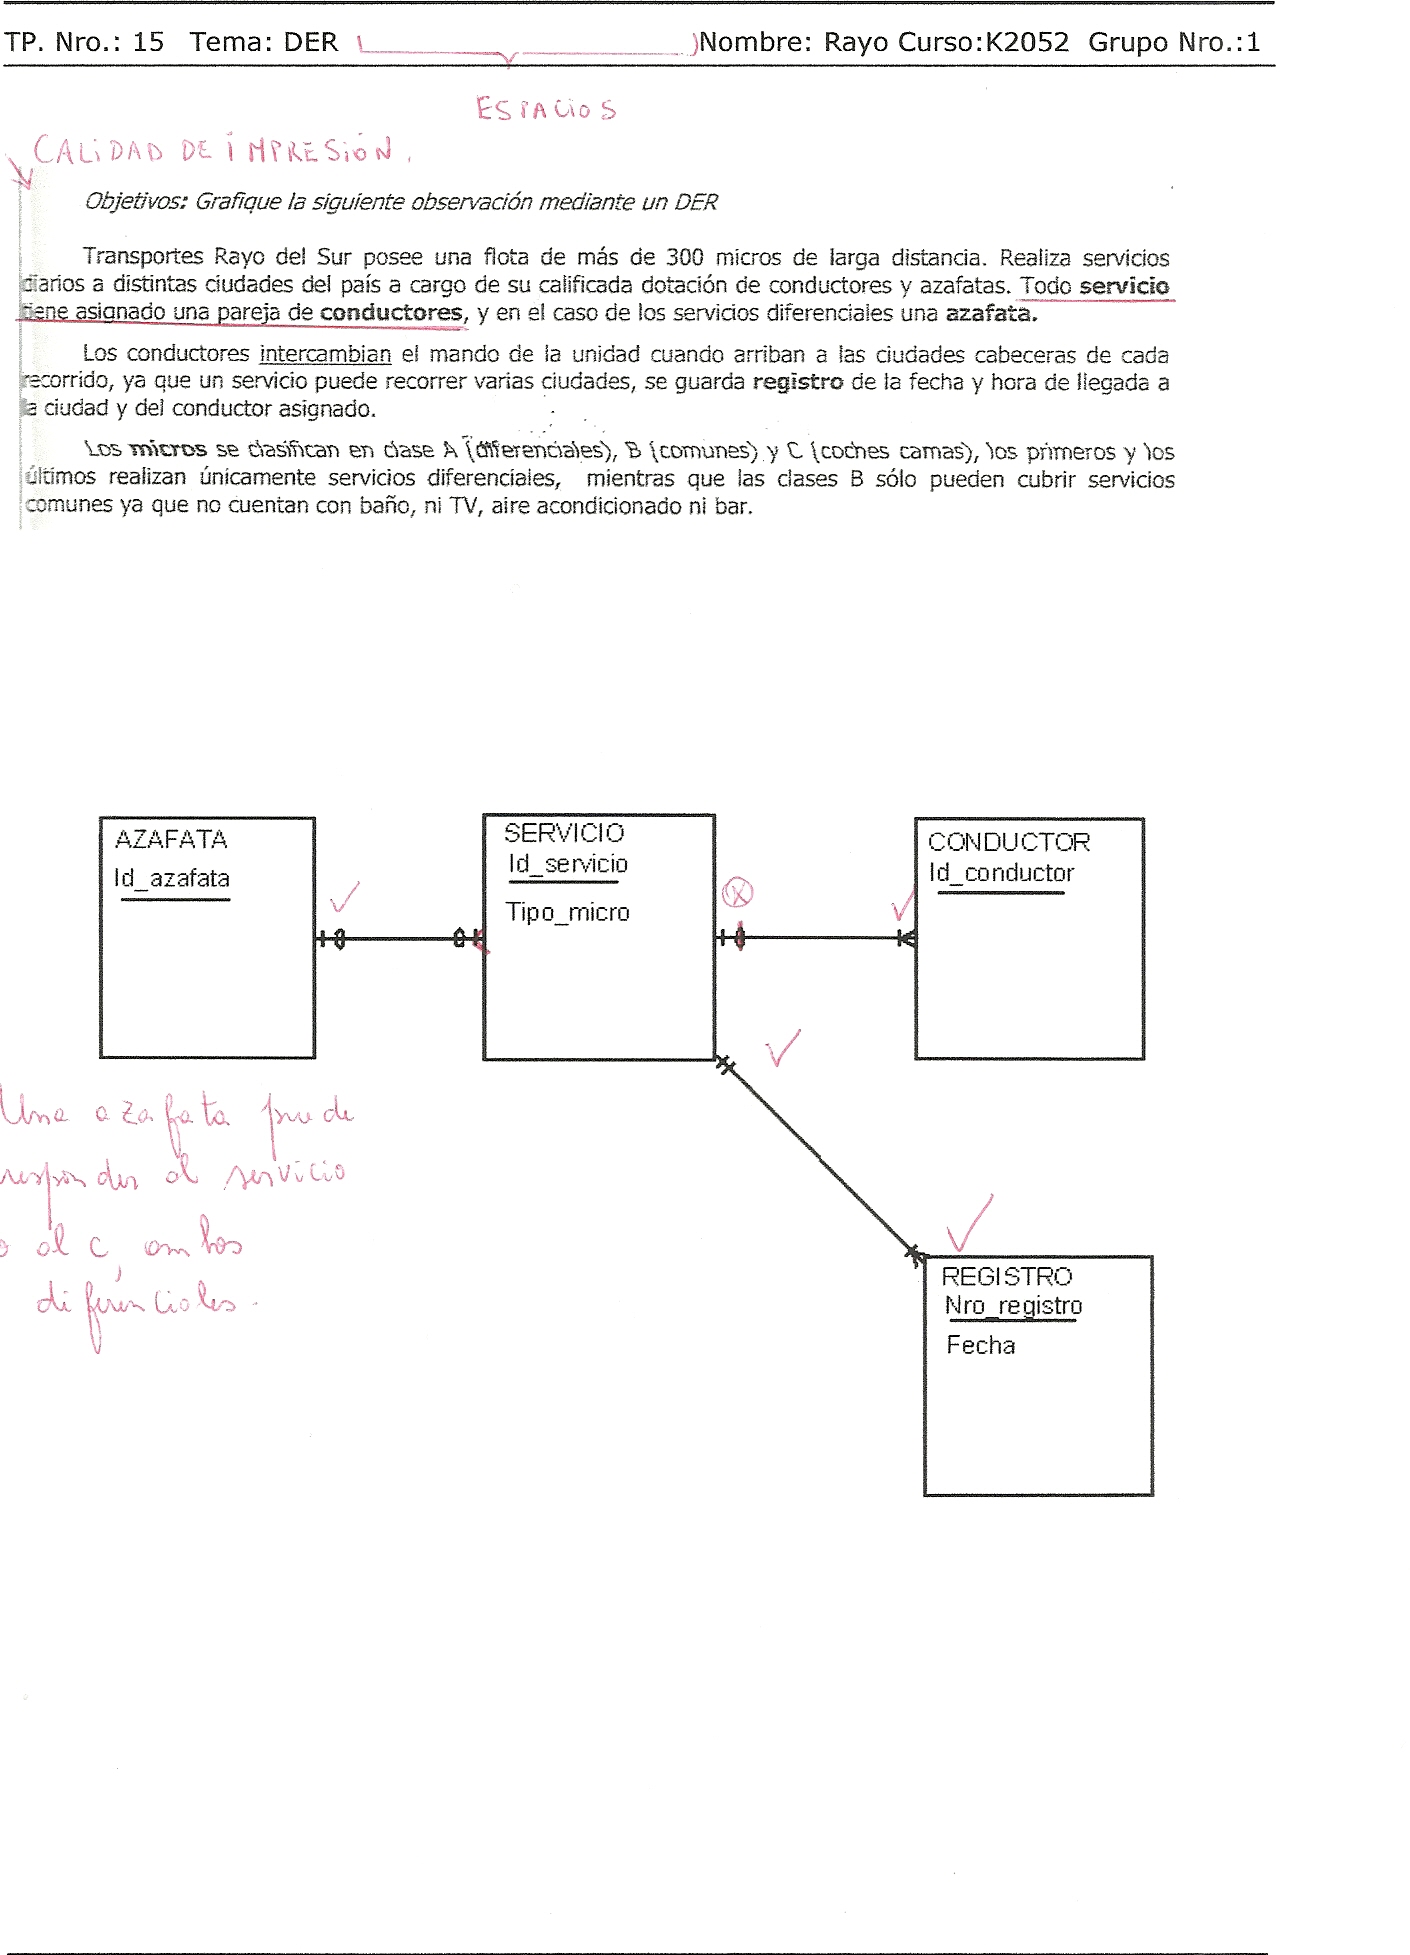 TP. Nro.: 15 Tema: DER Nombre: Rayo Curso:K2052 Grupo Nro.:1
ESPACIOS
CALIDAD DE IMPRESIÓN.
Objetivos: Grafique la siguiente observación mediante un DER
Transportes Rayo del Sur posee una flota de más de 300 micros de larga distancia. Realiza servicios
diarios a distintas ciudades del país a cargo de su calificada dotación de conductores y azafatas. Todo servicio
tiene asignado una pareja de conductores, y en el caso de los servicios diferenciales una azafata.
Los conductores intercambian el mando de la unidad cuando arriban a las ciudades cabeceras de cada
recorrido, ya que un servicio puede recorrer varias ciudades, se guarda registro de la fecha y hora de llegada a
la ciudad y del conductor asignado.
Los micros se clasifican en clase A (diferenciales), B (comunes) y C (coches camas), los primeros y los
últimos realizan únicamente servicios diferenciales, mientras que las clases B sólo pueden cubrir servicios
comunes ya que no cuentan con baño, ni TV, aire acondicionado ni bar.
AZAFATA
Id_azafata
SERVICIO
Id_servicio
Tipo_micro
CONDUCTOR
Id_conductor
Una azafata puede
responder al servicio
o al C, ambos
diferenciales.
REGISTRO
Nro_registro
Fecha